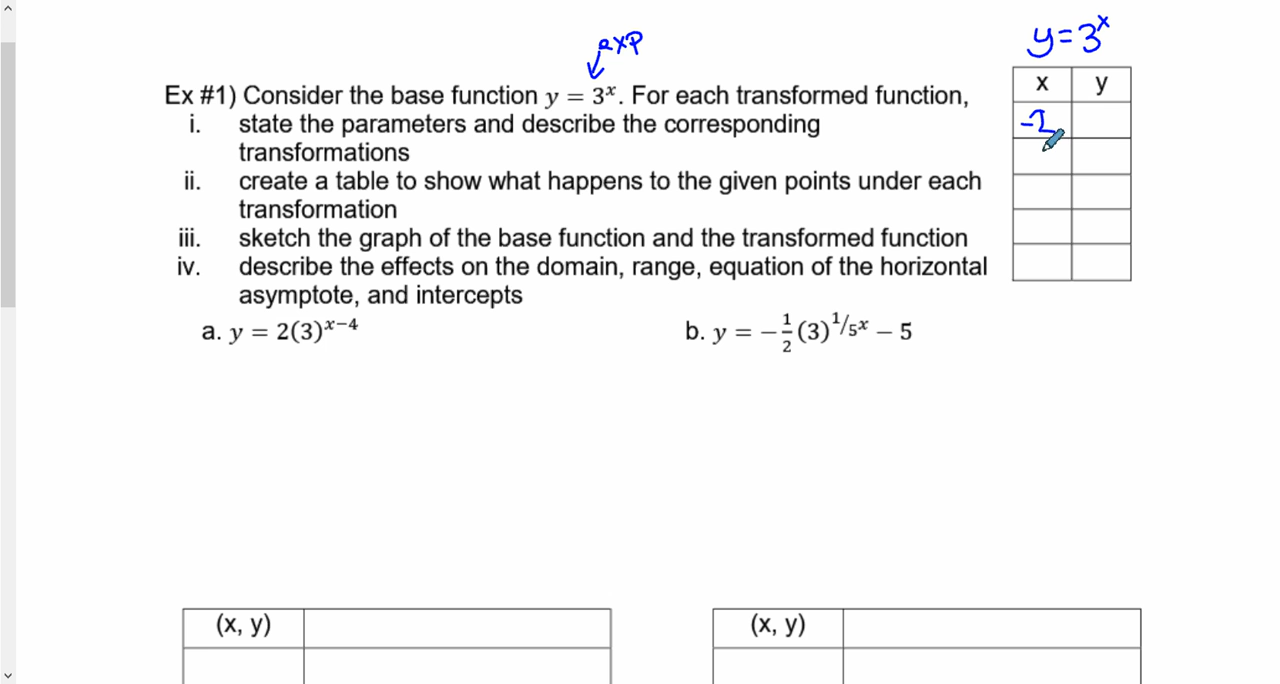 exp
y=3ˣ
Ex #1) Consider the base function y = 3ˣ. For each transformed function,
x y
i. state the parameters and describe the corresponding
transformations
-1
ii. create a table to show what happens to the given points under each
transformation
iii. sketch the graph of the base function and the transformed function
iv. describe the effects on the domain, range, equation of the horizontal
asymptote, and intercepts
a. y = 2(3)ˣ⁻⁴ b. y = −1/2(3)^(1/5x) − 5
(x, y) (x, y)